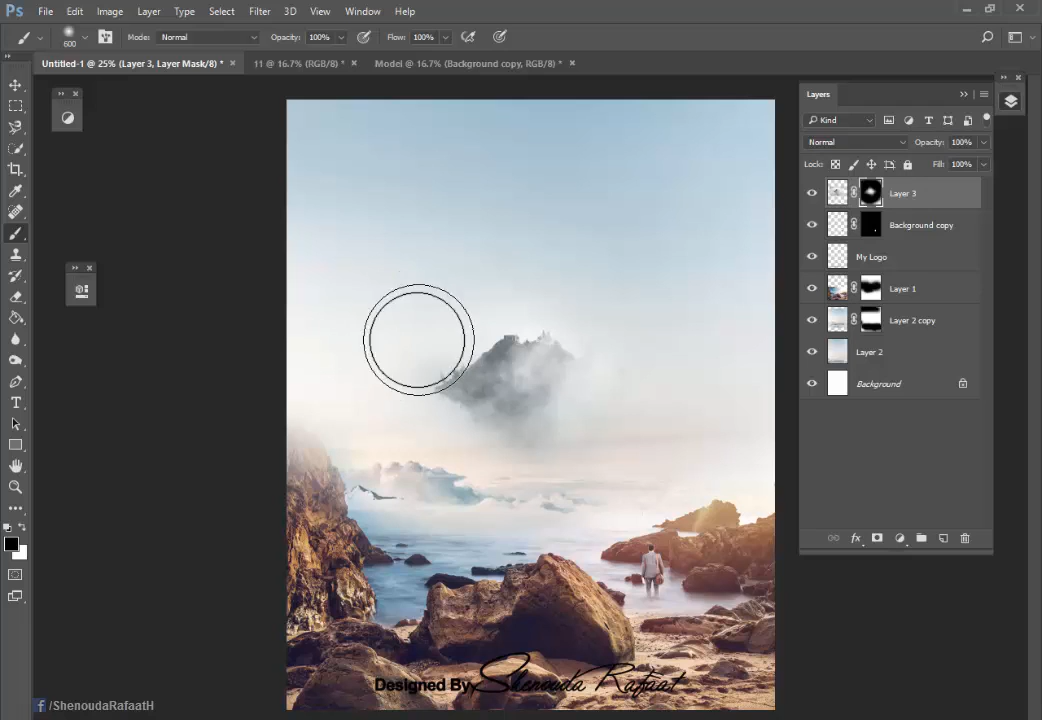 Ps File Edit Image Layer Type Select Filter 3D View Window Help
600 Mode: Normal Opacity: 100% Flow: 100%
Untitled-1 @ 25% (Layer 3, Layer Mask/8) * × 11 @ 16.7% (RGB/8) * × Model @ 16.7% (Background copy, RGB/8) * ×
Layers
Kind
Normal Opacity: 100%
Lock: Fill: 100%
Layer 3
Background copy
My Logo
Layer 1
Layer 2 copy
Layer 2
Background
fx
Designed By Shenouda Rafaat
f /ShenoudaRafaatH